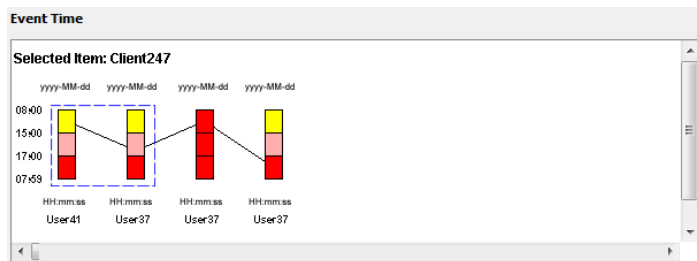 Event Time
Selected Item: Client247
yyyy-MM-dd yyyy-MM-dd yyyy-MM-dd yyyy-MM-dd
08:00
15:00
17:00
07:59
HH:mm:ss HH:mm:ss HH:mm:ss HH:mm:ss
User41 User37 User37 User37